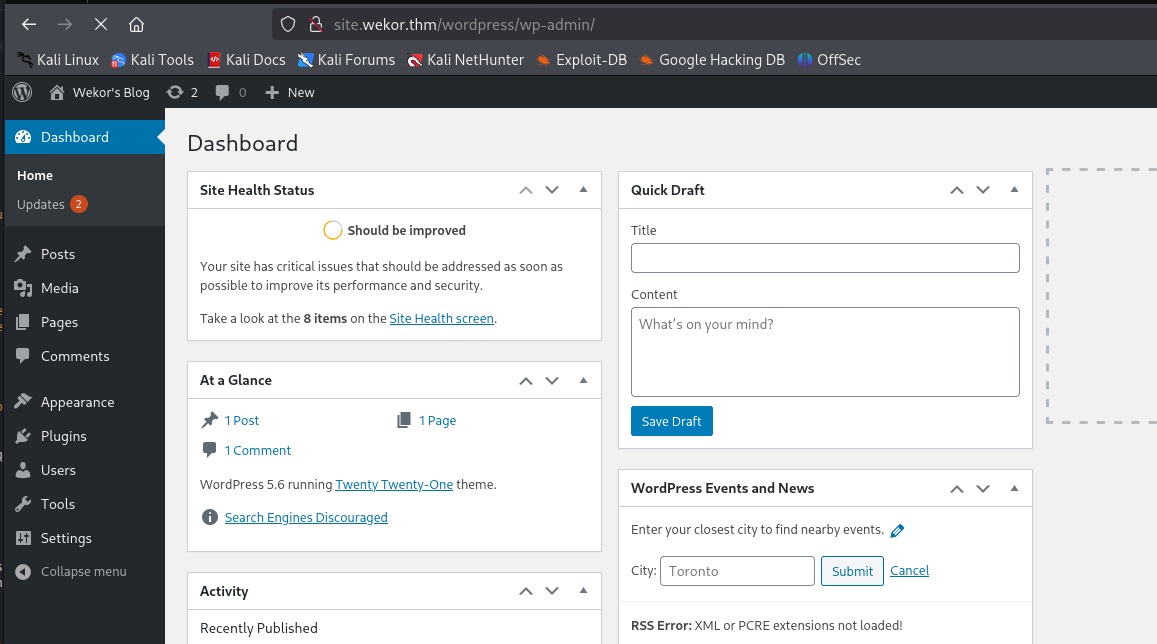 site.wekor.thm/wordpress/wp-admin/
Kali Linux Kali Tools Kali Docs Kali Forums Kali NetHunter Exploit-DB Google Hacking DB OffSec
Wekor's Blog 2 0 New
Dashboard
Home
Updates 2
Posts
Media
Pages
Comments
Appearance
Plugins
Users
Tools
Settings
Collapse menu
Dashboard
Site Health Status
Should be improved
Your site has critical issues that should be addressed as soon as
possible to improve its performance and security.
Take a look at the 8 items on the Site Health screen.
At a Glance
1 Post 1 Page
1 Comment
WordPress 5.6 running Twenty Twenty-One theme.
Search Engines Discouraged
Activity
Recently Published
Quick Draft
Title
Content
What's on your mind?
Save Draft
WordPress Events and News
Enter your closest city to find nearby events.
City: Toronto Submit Cancel
RSS Error: XML or PCRE extensions not loaded!